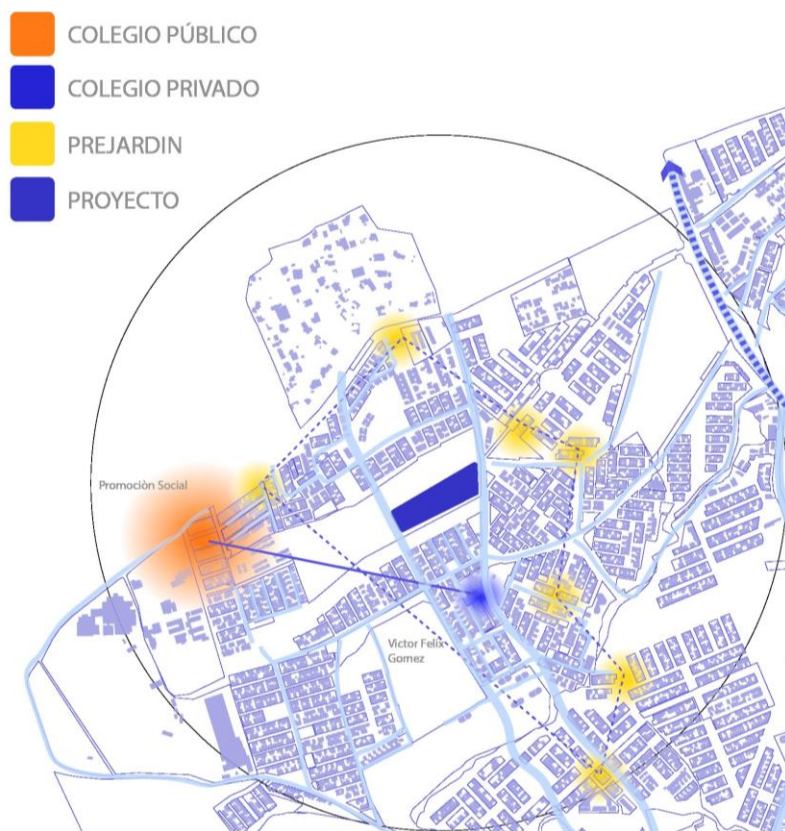 COLEGIO PÚBLICO
COLEGIO PRIVADO
PREJARDIN
PROYECTO
Promociòn Social
Victor Felix
Gomez